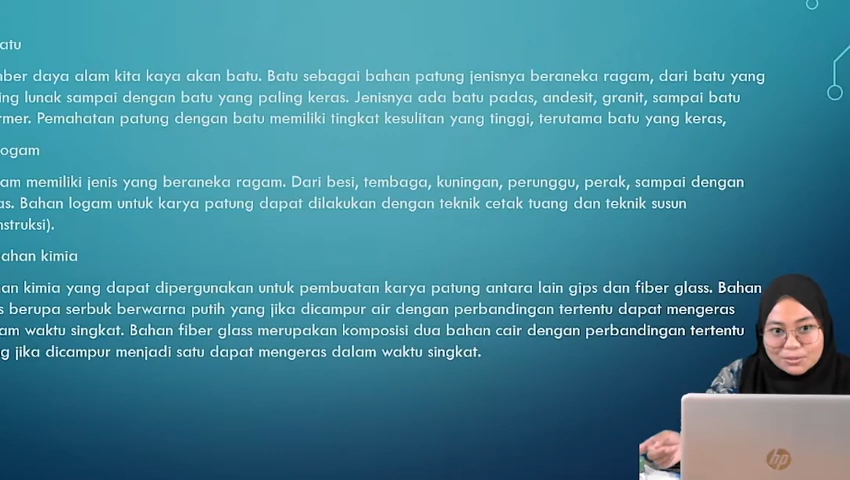 atu
ber daya alam kita kaya akan batu. Batu sebagai bahan patung jenisnya beraneka ragam, dari batu yang
ing lunak sampai dengan batu yang paling keras. Jenisnya ada batu padas, andesit, granit, sampai batu
rmer. Pemahatan patung dengan batu memiliki tingkat kesulitan yang tinggi, terutama batu yang keras,
ogam
am memiliki jenis yang beraneka ragam. Dari besi, tembaga, kuningan, perunggu, perak, sampai dengan
as. Bahan logam untuk karya patung dapat dilakukan dengan teknik cetak tuang dan teknik susun
nstruksi).
ahan kimia
an kimia yang dapat dipergunakan untuk pembuatan karya patung antara lain gips dan fiber glass. Bahan
s berupa serbuk berwarna putih yang jika dicampur air dengan perbandingan tertentu dapat mengeras
am waktu singkat. Bahan fiber glass merupakan komposisi dua bahan cair dengan perbandingan tertentu
g jika dicampur menjadi satu dapat mengeras dalam waktu singkat.
hp